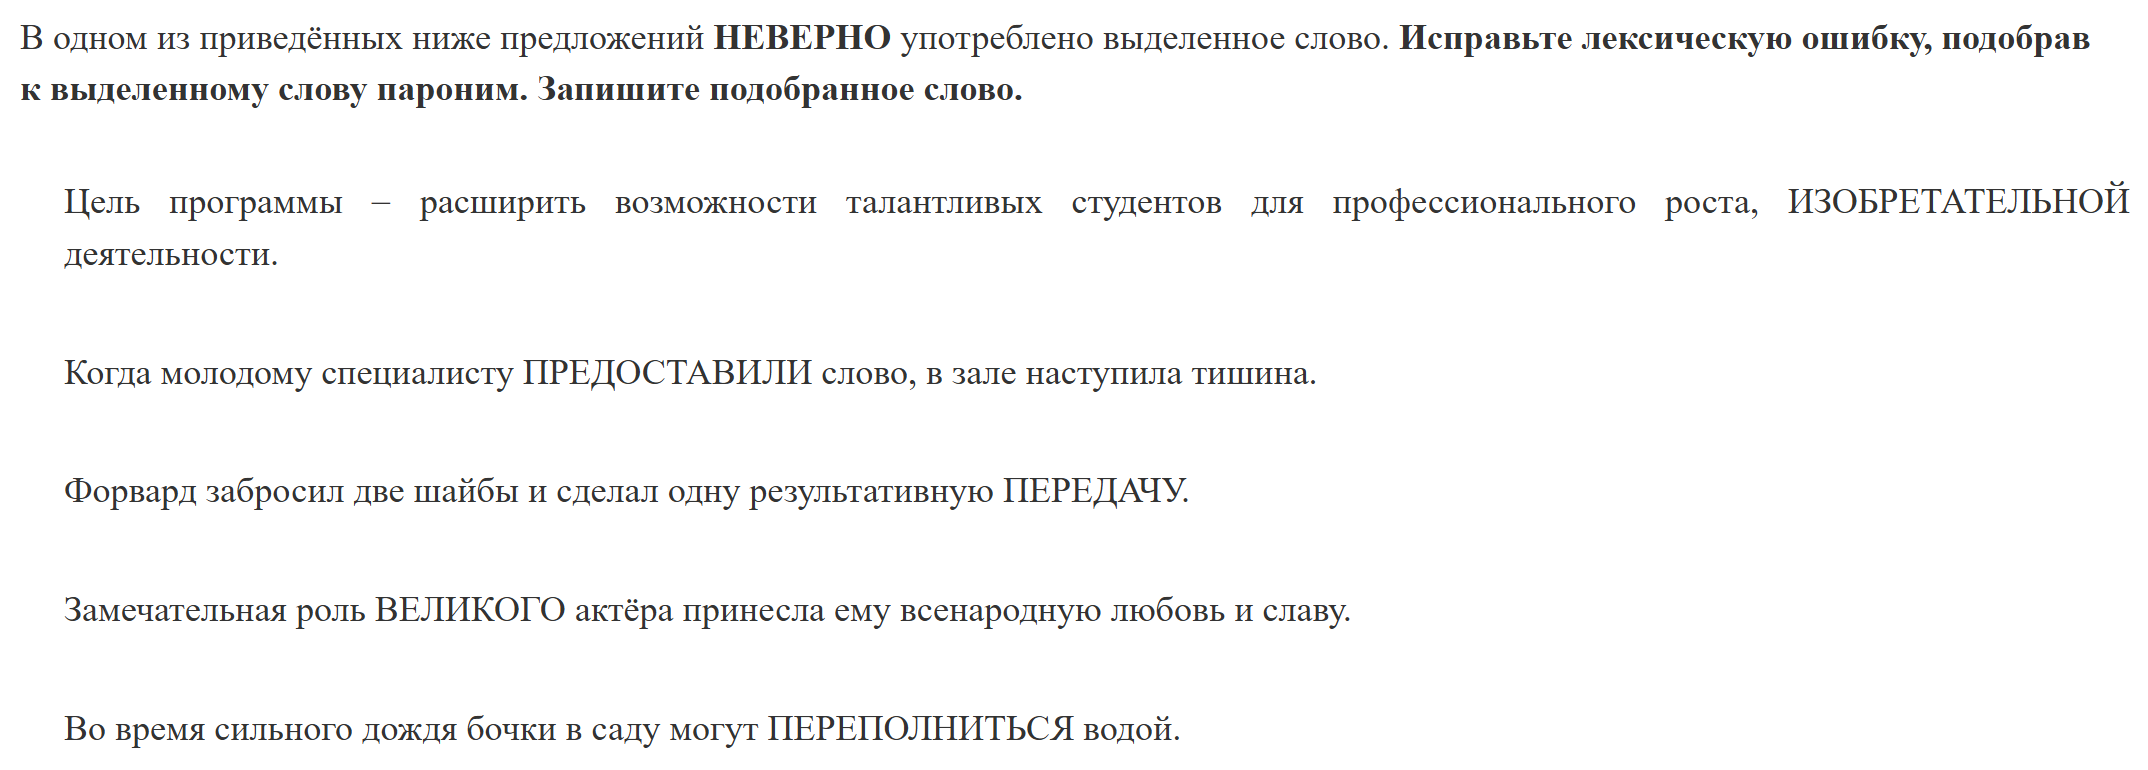 В одном из приведённых ниже предложений НЕВЕРНО употреблено выделенное слово. Исправьте лексическую ошибку, подобрав
к выделенному слову пароним. Запишите подобранное слово.
Цель программы – расширить возможности талантливых студентов для профессионального роста, ИЗОБРЕТАТЕЛЬНОЙ
деятельности.
Когда молодому специалисту ПРЕДОСТАВИЛИ слово, в зале наступила тишина.
Форвард забросил две шайбы и сделал одну результативную ПЕРЕДАЧУ.
Замечательная роль ВЕЛИКОГО актёра принесла ему всенародную любовь и славу.
Во время сильного дождя бочки в саду могут ПЕРЕПОЛНИТЬСЯ водой.